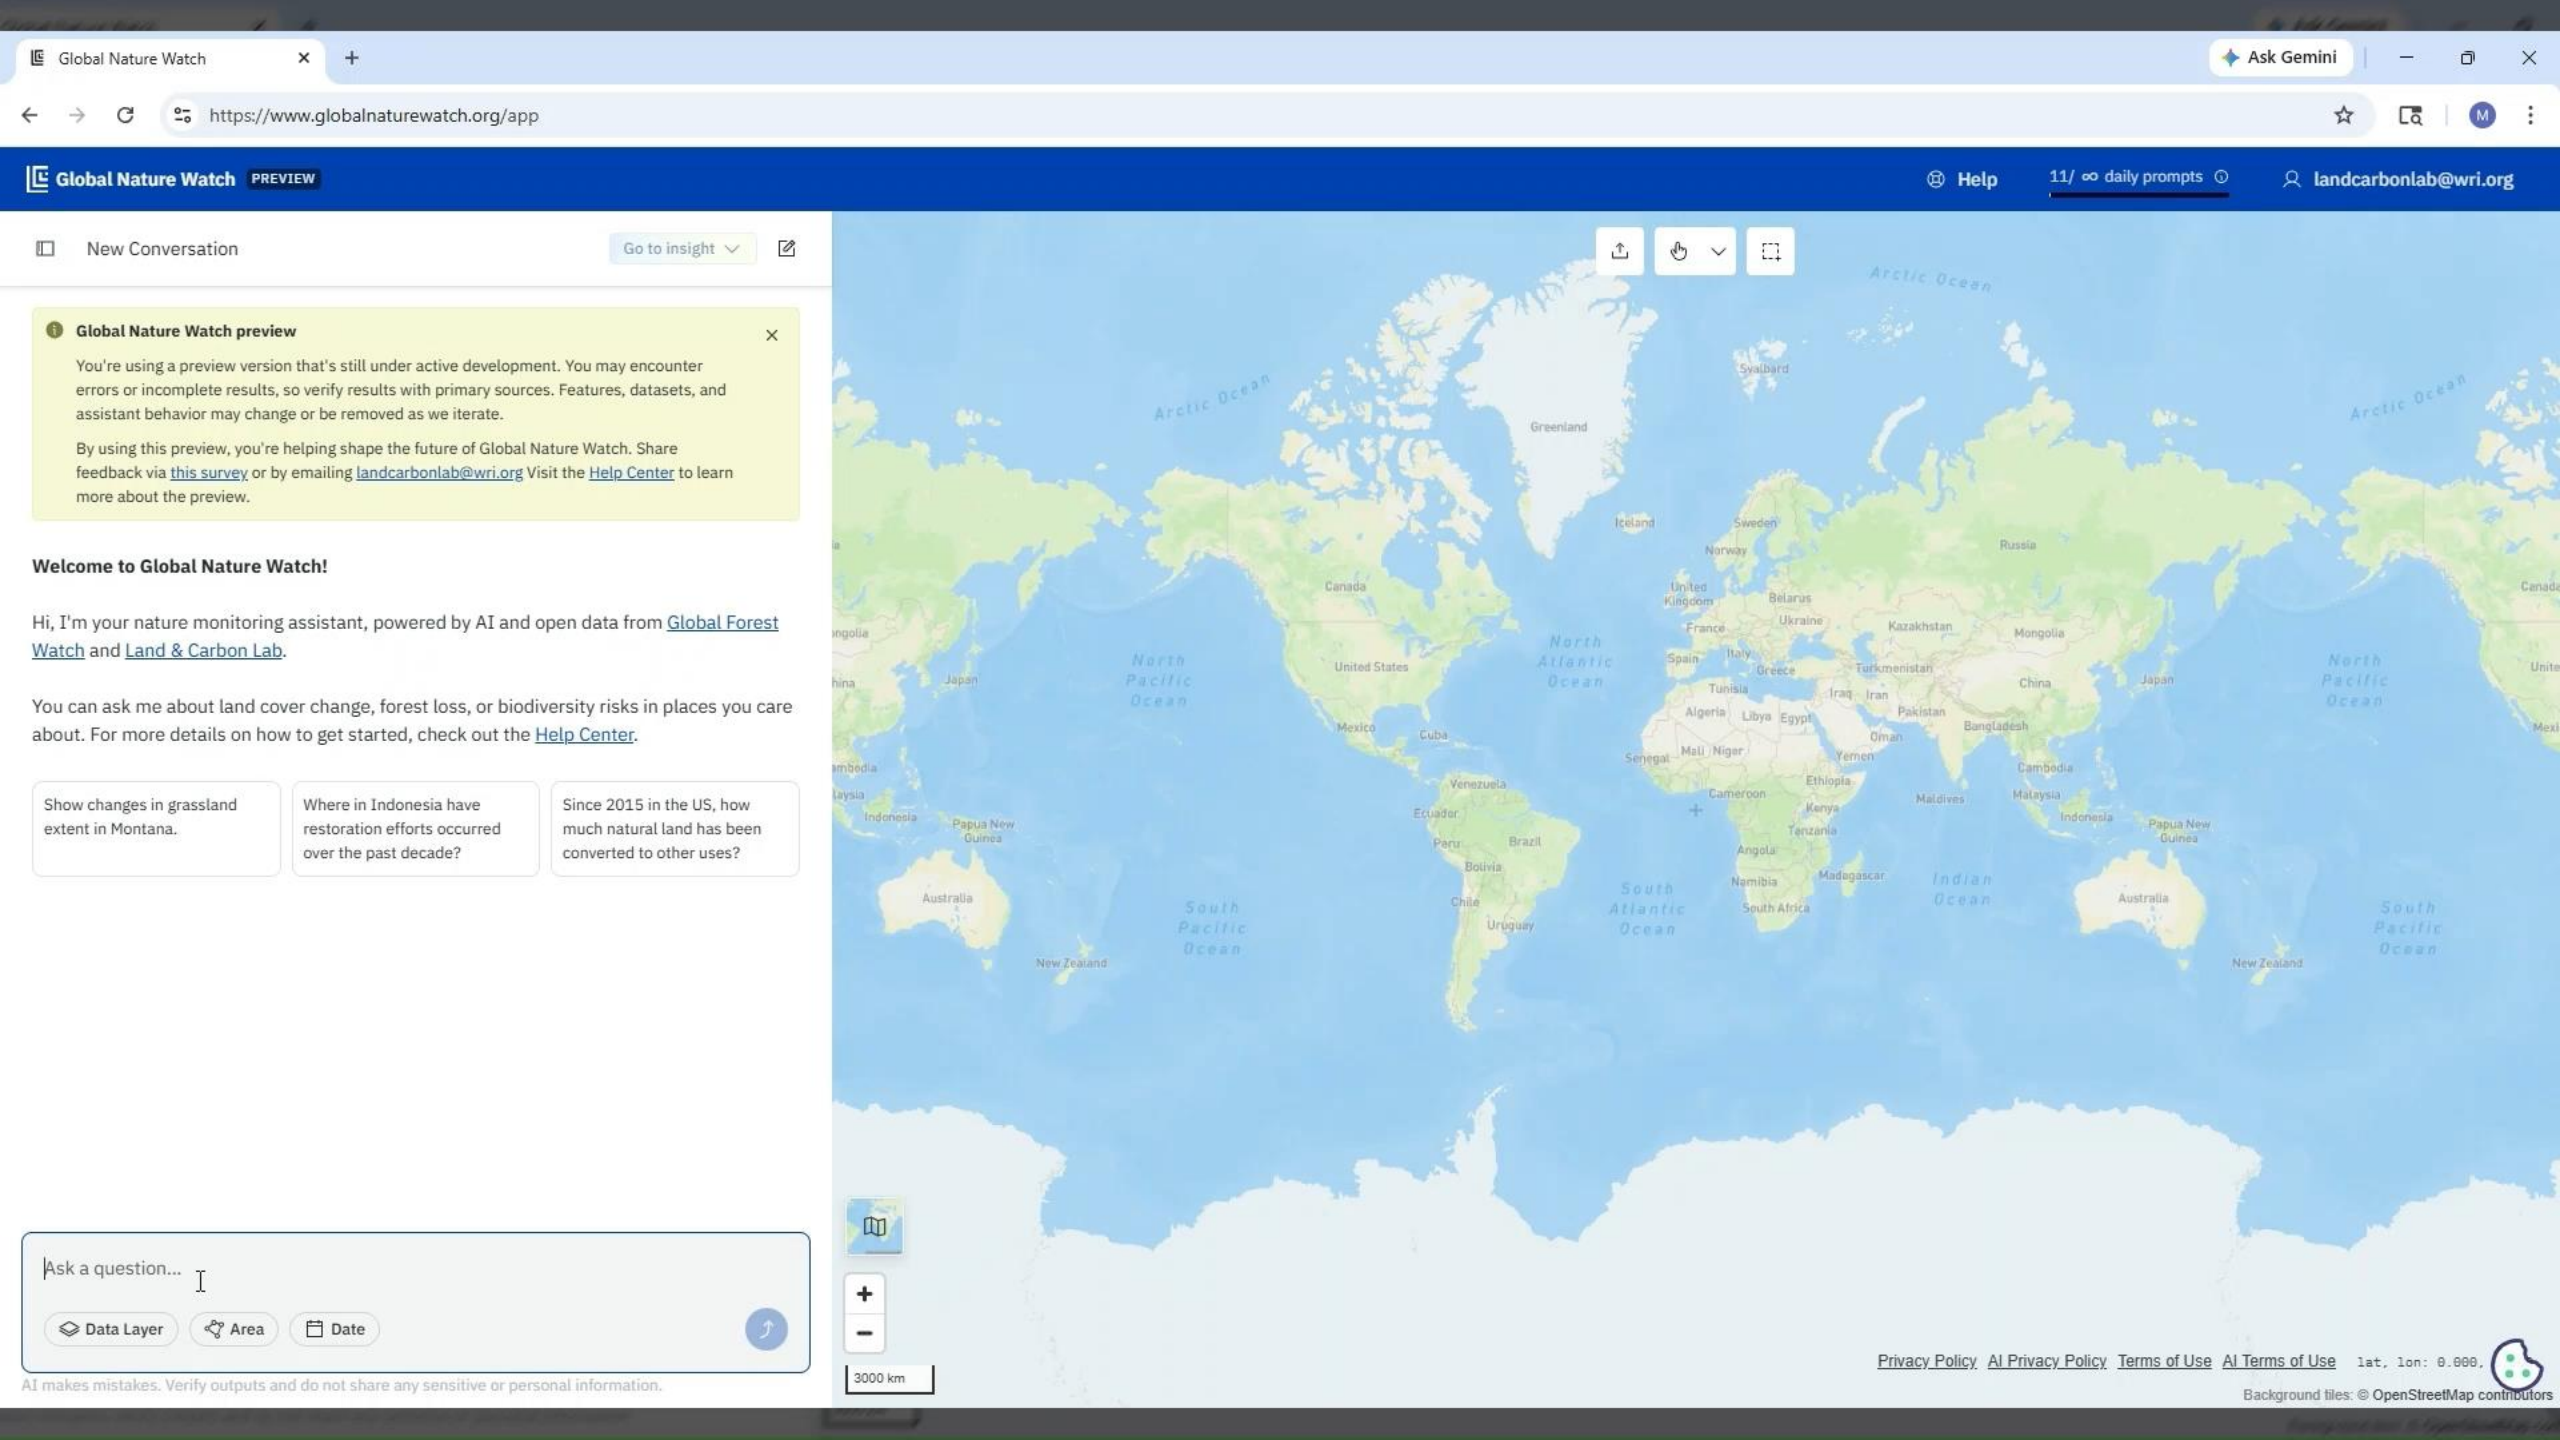 Global Nature Watch
Ask Gemini
https://www.globalnaturewatch.org/app
M
Global Nature Watch PREVIEW
Help
11/ ∞ daily prompts
landcarbonlab@wri.org
New Conversation
Go to insight
Global Nature Watch preview
You're using a preview version that's still under active development. You may encounter
errors or incomplete results, so verify results with primary sources. Features, datasets, and
assistant behavior may change or be removed as we iterate.
By using this preview, you're helping shape the future of Global Nature Watch. Share
feedback via this survey or by emailing landcarbonlab@wri.org Visit the Help Center to learn
more about the preview.
Welcome to Global Nature Watch!
Hi, I'm your nature monitoring assistant, powered by AI and open data from Global Forest
Watch and Land & Carbon Lab.
You can ask me about land cover change, forest loss, or biodiversity risks in places you care
about. For more details on how to get started, check out the Help Center.
Show changes in grassland
extent in Montana.
Where in Indonesia have
restoration efforts occurred
over the past decade?
Since 2015 in the US, how
much natural land has been
converted to other uses?
Ask a question...
Data Layer
Area
Date
AI makes mistakes. Verify outputs and do not share any sensitive or personal information.
Arctic Ocean
Arctic Ocean
Arctic Ocean
Svalbard
Greenland
Iceland
Sweden
Norway
Russia
Canada
Canada
United
Kingdom
Belarus
Ukraine
France
Kazakhstan
Mongolia
ongolia
North
Pacific
Ocean
North
Atlantic
Ocean
North
Pacific
Ocean
United States
Unite
Spain
Italy
Greece
Turkmenistan
hina
Japan
China
Japan
Tunisia
Iraq
Iran
Algeria
Libya
Egypt
Pakistan
Bangladesh
Mexico
Cuba
Oman
Mexi
Senegal
Mali
Niger
Yemen
ambodia
Cambodia
Venezuela
Ethiopia
Cameroon
Maldives
Malaysia
laysia
Indonesia
Papua New
Guinea
Ecuador
Kenya
Indonesia
Papua New
Guinea
Tanzania
Peru
Brazil
Angola
Bolivia
Namibia
Madagascar
Indian
Ocean
Australia
Chile
South Africa
Australia
South
Pacific
Ocean
South
Atlantic
Ocean
South
Pacific
Ocean
Uruguay
New Zealand
New Zealand
3000 km
Privacy Policy
AI Privacy Policy
Terms of Use
AI Terms of Use
lat, lon: 0.000,
Background tiles: © OpenStreetMap contributors